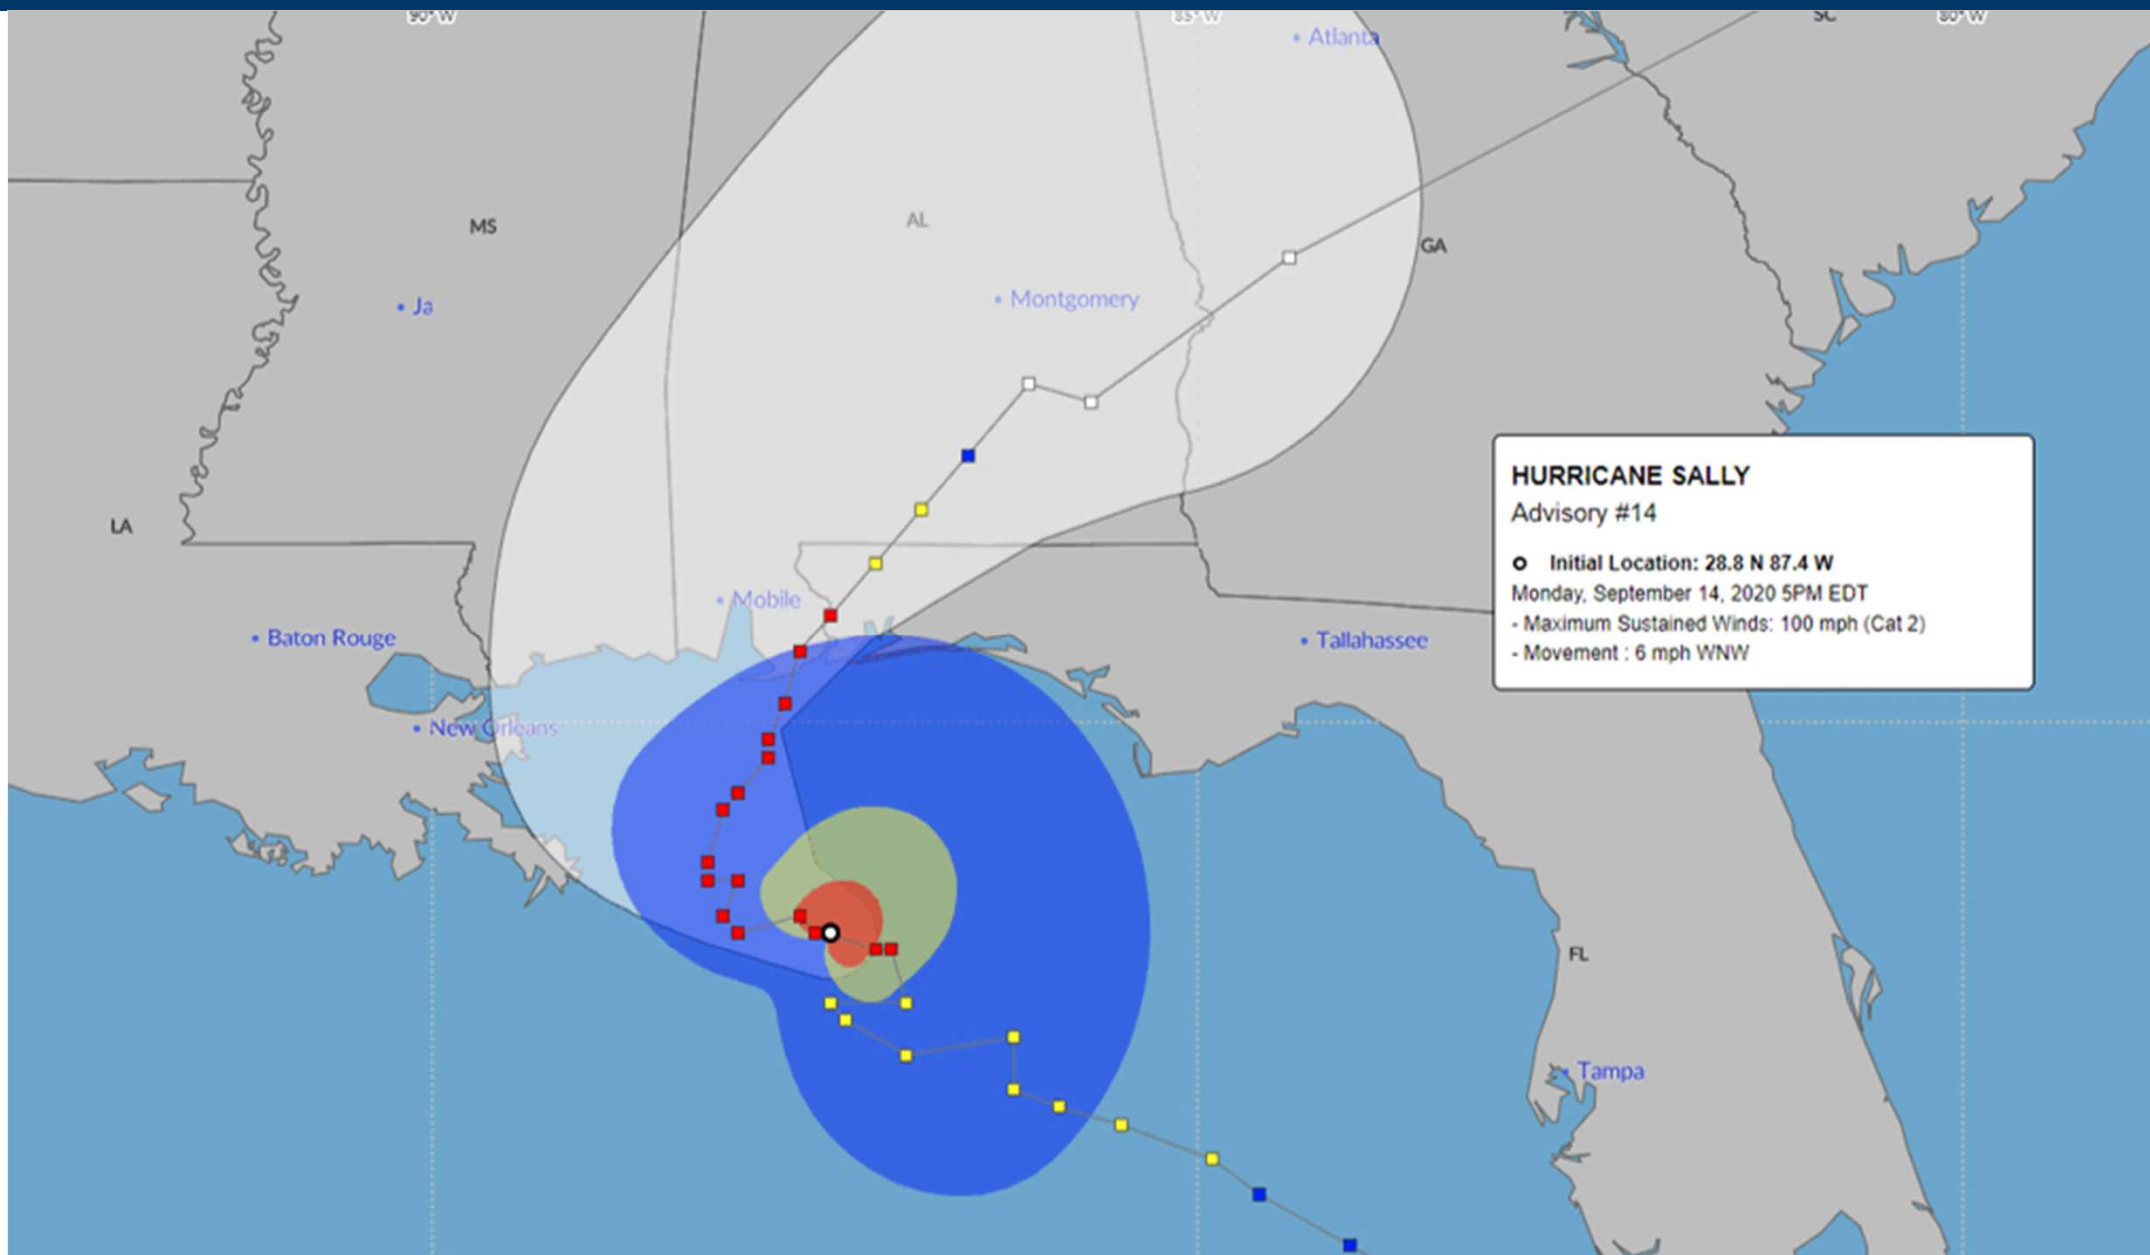 90°W
85°W
SC
80°W
Atlanta
MS
AL
GA
Ja
Montgomery
HURRICANE SALLY
Advisory #14
Initial Location: 28.8 N 87.4 W
Monday, September 14, 2020 5PM EDT
- Maximum Sustained Winds: 100 mph (Cat 2)
- Movement : 6 mph WNW
LA
Mobile
Baton Rouge
Tallahassee
New Orleans
FL
Tampa